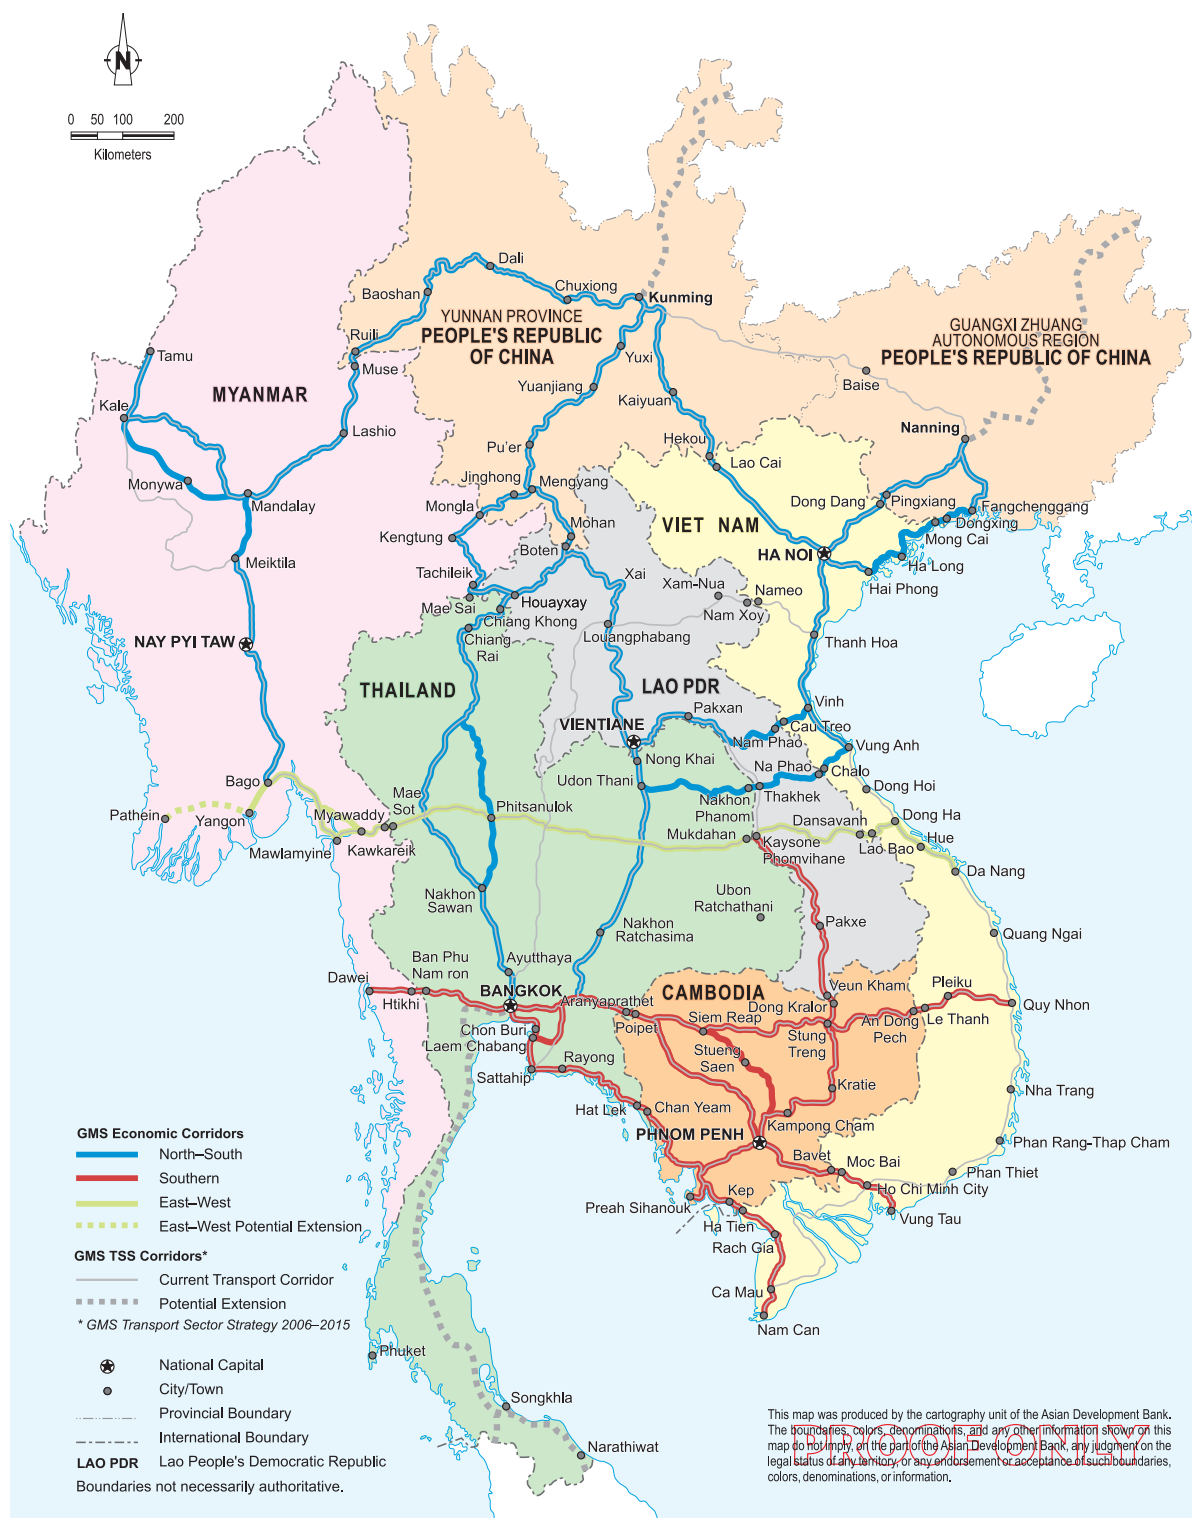 N
0 50 100 200
Kilometers
Dali
Chuxiong
Baoshan
Kunming
YUNNAN PROVINCE
PEOPLE'S REPUBLIC
OF CHINA
GUANGXI ZHUANG
AUTONOMOUS REGION
PEOPLE'S REPUBLIC OF CHINA
Ruili
Tamu
Muse
Yuxi
Baise
MYANMAR
Yuanjiang
Kaiyuan
Kale
Lashio
Nanning
Pu'er
Hekou
Lao Cai
Jinghong
Mengyang
Monywa
Mandalay
Dong Dang
Pingxiang
Fangchenggang
Mongla
Mohan
VIET NAM
Dongxing
Mong Cai
Kengtung
Boten
HA NOI
Meiktila
Ha Long
Tachileik
Xai
Xam-Nua
Nameo
Hai Phong
Mae Sai
Houayxay
Nam Xoy
Chiang Khong
NAY PYI TAW
Chiang
Rai
Louangphabang
Thanh Hoa
THAILAND
LAO PDR
Pakxan
Vinh
VIENTIANE
Cau Treo
Nam Phao
Vung Anh
Nong Khai
Na Phao
Chalo
Bago
Udon Thani
Dong Hoi
Mae
Sot
Nakhon
Phanom
Thakhek
Pathein
Yangon
Myawaddy
Phitsanulok
Dansavanh
Dong Ha
Mukdahan
Hue
Mawlamyine
Kawkareik
Kaysone
Phomvihane
Lao Bao
Da Nang
Nakhon
Sawan
Ubon
Ratchathani
Nakhon
Ratchasima
Pakxe
Quang Ngai
Ban Phu
Nam ron
Ayutthaya
Dawei
BANGKOK
Htikhi
Aranyaprathet
CAMBODIA
Veun Kham
Pleiku
Dong Kralor
Quy Nhon
Poipet
Siem Reap
An Dong
Pech
Le Thanh
Chon Buri
Laem Chabang
Stung
Treng
Stueng
Saen
Rayong
Sattahip
Kratie
Nha Trang
Hat Lek
Chan Yeam
Kampong Cham
PHNOM PENH
Phan Rang-Thap Cham
Bavet
Moc Bai
Phan Thiet
Kep
Ho Chi Minh City
Preah Sihanouk
Vung Tau
Ha Tien
Rach Gia
Ca Mau
Nam Can
Phuket
Songkhla
Narathiwat
GMS Economic Corridors
North–South
Southern
East–West
East–West Potential Extension
GMS TSS Corridors*
Current Transport Corridor
Potential Extension
* GMS Transport Sector Strategy 2006–2015
National Capital
City/Town
Provincial Boundary
International Boundary
LAO PDR Lao People's Democratic Republic
Boundaries not necessarily authoritative.
This map was produced by the cartography unit of the Asian Development Bank.
The boundaries, colors, denominations, and any other information shown on this
map do not imply, on the part of the Asian Development Bank, any judgment on the
legal status of any territory, or any endorsement or acceptance of such boundaries,
colors, denominations, or information.
PROOF ONLY